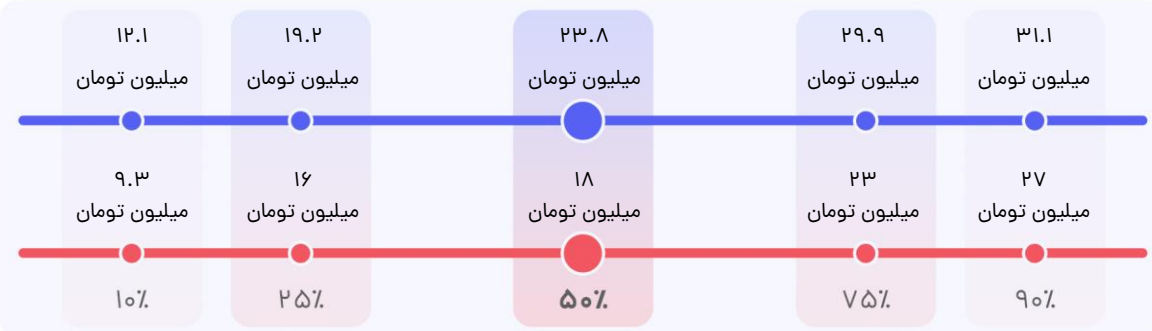 ۱۲.۱ ۱۹.۲ ۲۳.۸ ۲۹.۹ ۳۱.۱
میلیون تومان میلیون تومان میلیون تومان میلیون تومان میلیون تومان
۹.۳ ۱۶ ۱۸ ۲۳ ۲۷
میلیون تومان میلیون تومان میلیون تومان میلیون تومان میلیون تومان
۱۰٪ ۲۵٪ ۵۰٪ ۷۵٪ ۹۰٪